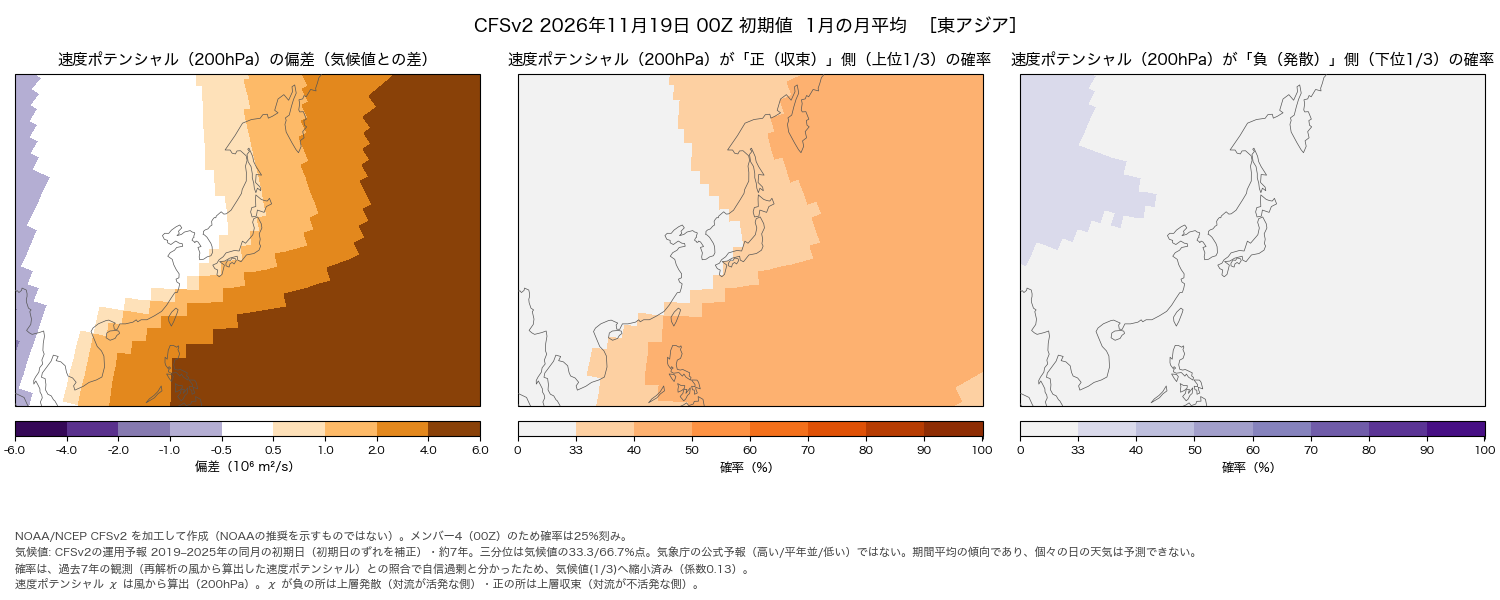 CFSv2 2026年11月19日 00Z 初期値 1月の月平均 ［東アジア］
速度ポテンシャル（200hPa）の偏差（気候値との差）
速度ポテンシャル（200hPa）が「正（収束）」側（上位1/3）の確率
速度ポテンシャル（200hPa）が「負（発散）」側（下位1/3）の確率
-6.0 -4.0 -2.0 -1.0 -0.5 0.5 1.0 2.0 4.0 6.0
偏差（10⁶ m²/s）
0 33 40 50 60 70 80 90 100
確率（%）
0 33 40 50 60 70 80 90 100
確率（%）
NOAA/NCEP CFSv2 を加工して作成（NOAAの推奨を示すものではない）。メンバー4（00Z）のため確率は25%刻み。
気候値: CFSv2の運用予報 2019–2025年の同月の初期日（初期日のずれを補正）・約7年。三分位は気候値の33.3/66.7%点。気象庁の公式予報（高い/平年並/低い）ではない。期間平均の傾向であり、個々の日の天気は予測できない。
確率は、過去7年の観測（再解析の風から算出した速度ポテンシャル）との照合で自信過剰と分かったため、気候値(1/3)へ縮小済み（係数0.13）。
速度ポテンシャル χ は風から算出（200hPa）。χ が負の所は上層発散（対流が活発な側）・正の所は上層収束（対流が不活発な側）。